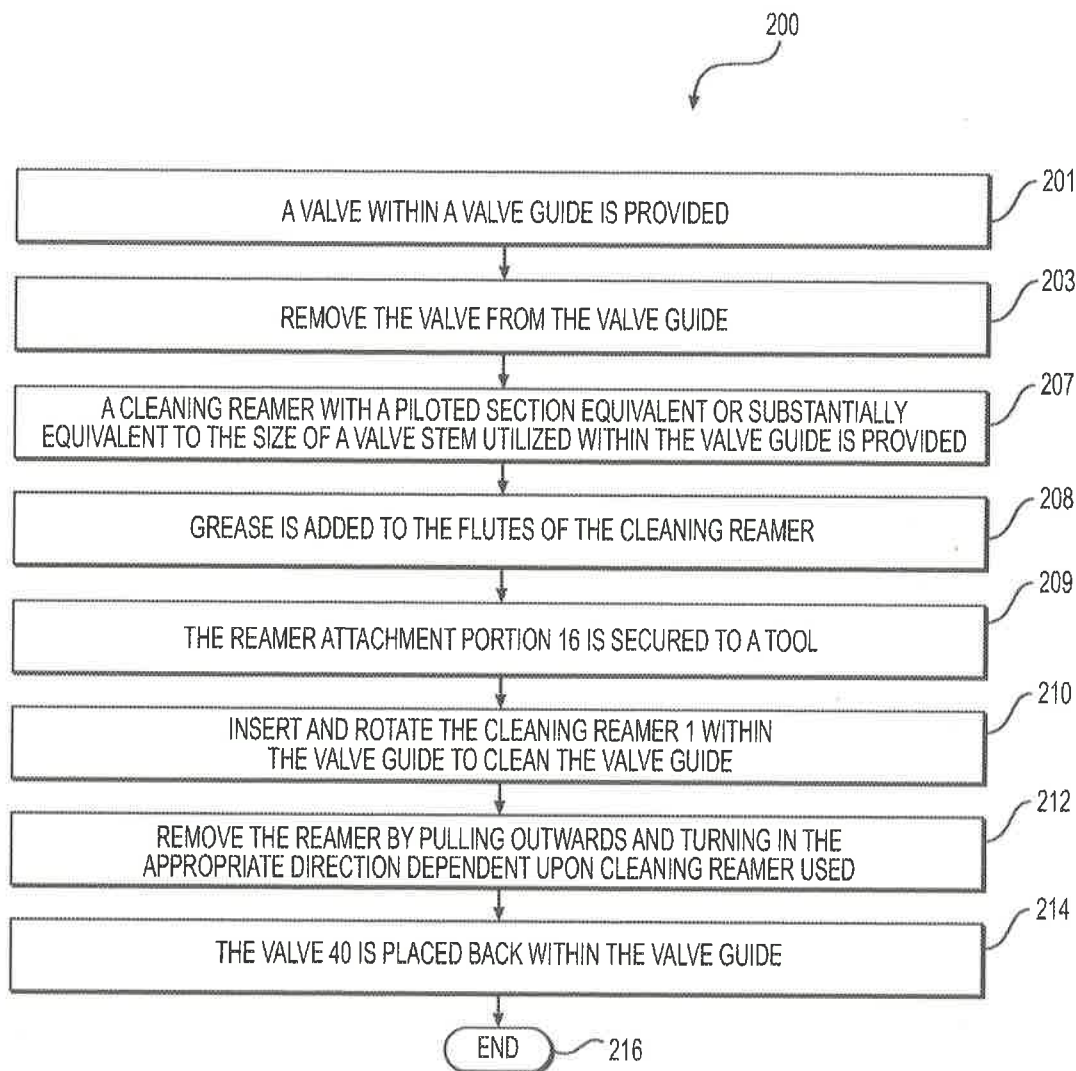 200
A VALVE WITHIN A VALVE GUIDE IS PROVIDED
201
REMOVE THE VALVE FROM THE VALVE GUIDE
203
A CLEANING REAMER WITH A PILOTED SECTION EQUIVALENT OR SUBSTANTIALLY
EQUIVALENT TO THE SIZE OF A VALVE STEM UTILIZED WITHIN THE VALVE GUIDE IS PROVIDED
207
GREASE IS ADDED TO THE FLUTES OF THE CLEANING REAMER
208
THE REAMER ATTACHMENT PORTION 16 IS SECURED TO A TOOL
209
INSERT AND ROTATE THE CLEANING REAMER 1 WITHIN
THE VALVE GUIDE TO CLEAN THE VALVE GUIDE
210
REMOVE THE REAMER BY PULLING OUTWARDS AND TURNING IN THE
APPROPRIATE DIRECTION DEPENDENT UPON CLEANING REAMER USED
212
THE VALVE 40 IS PLACED BACK WITHIN THE VALVE GUIDE
214
END
216